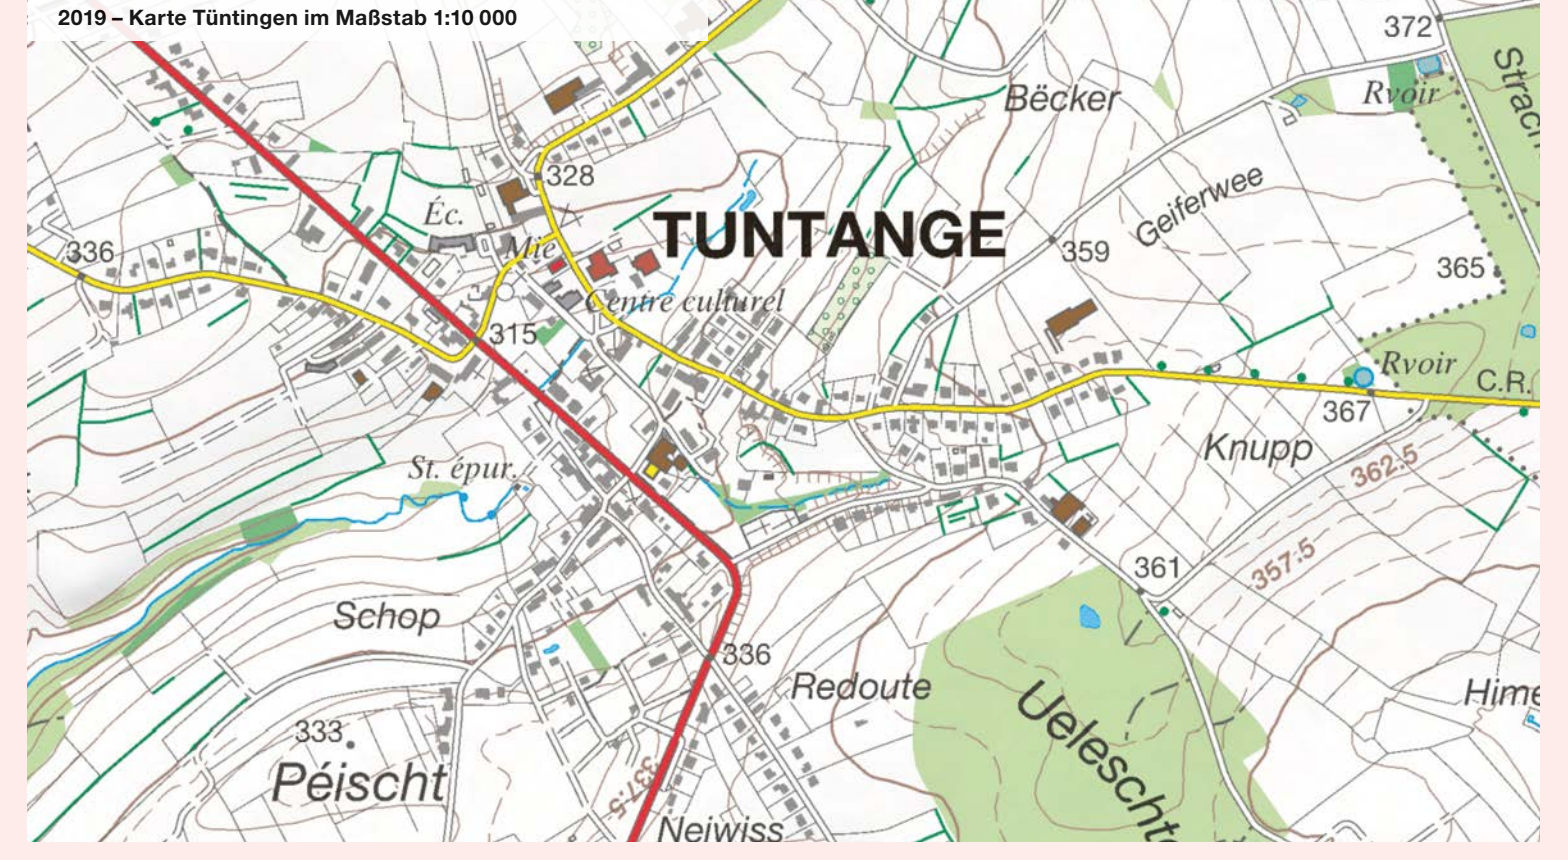 2019 – Karte Tüntingen im Maßstab 1:10 000
372
Strach
Bëcker
Rvoir
328
Éc.
TUNTANGE
Geiferwee
Mie
336
359
365
Centre culturel
315
Rvoir
C.R.
367
Knupp
St. épur.
362.5
357.5
361
Schop
336
Redoute
Hime
Ueleschte
333
Péischt
337.5
Neiwiss